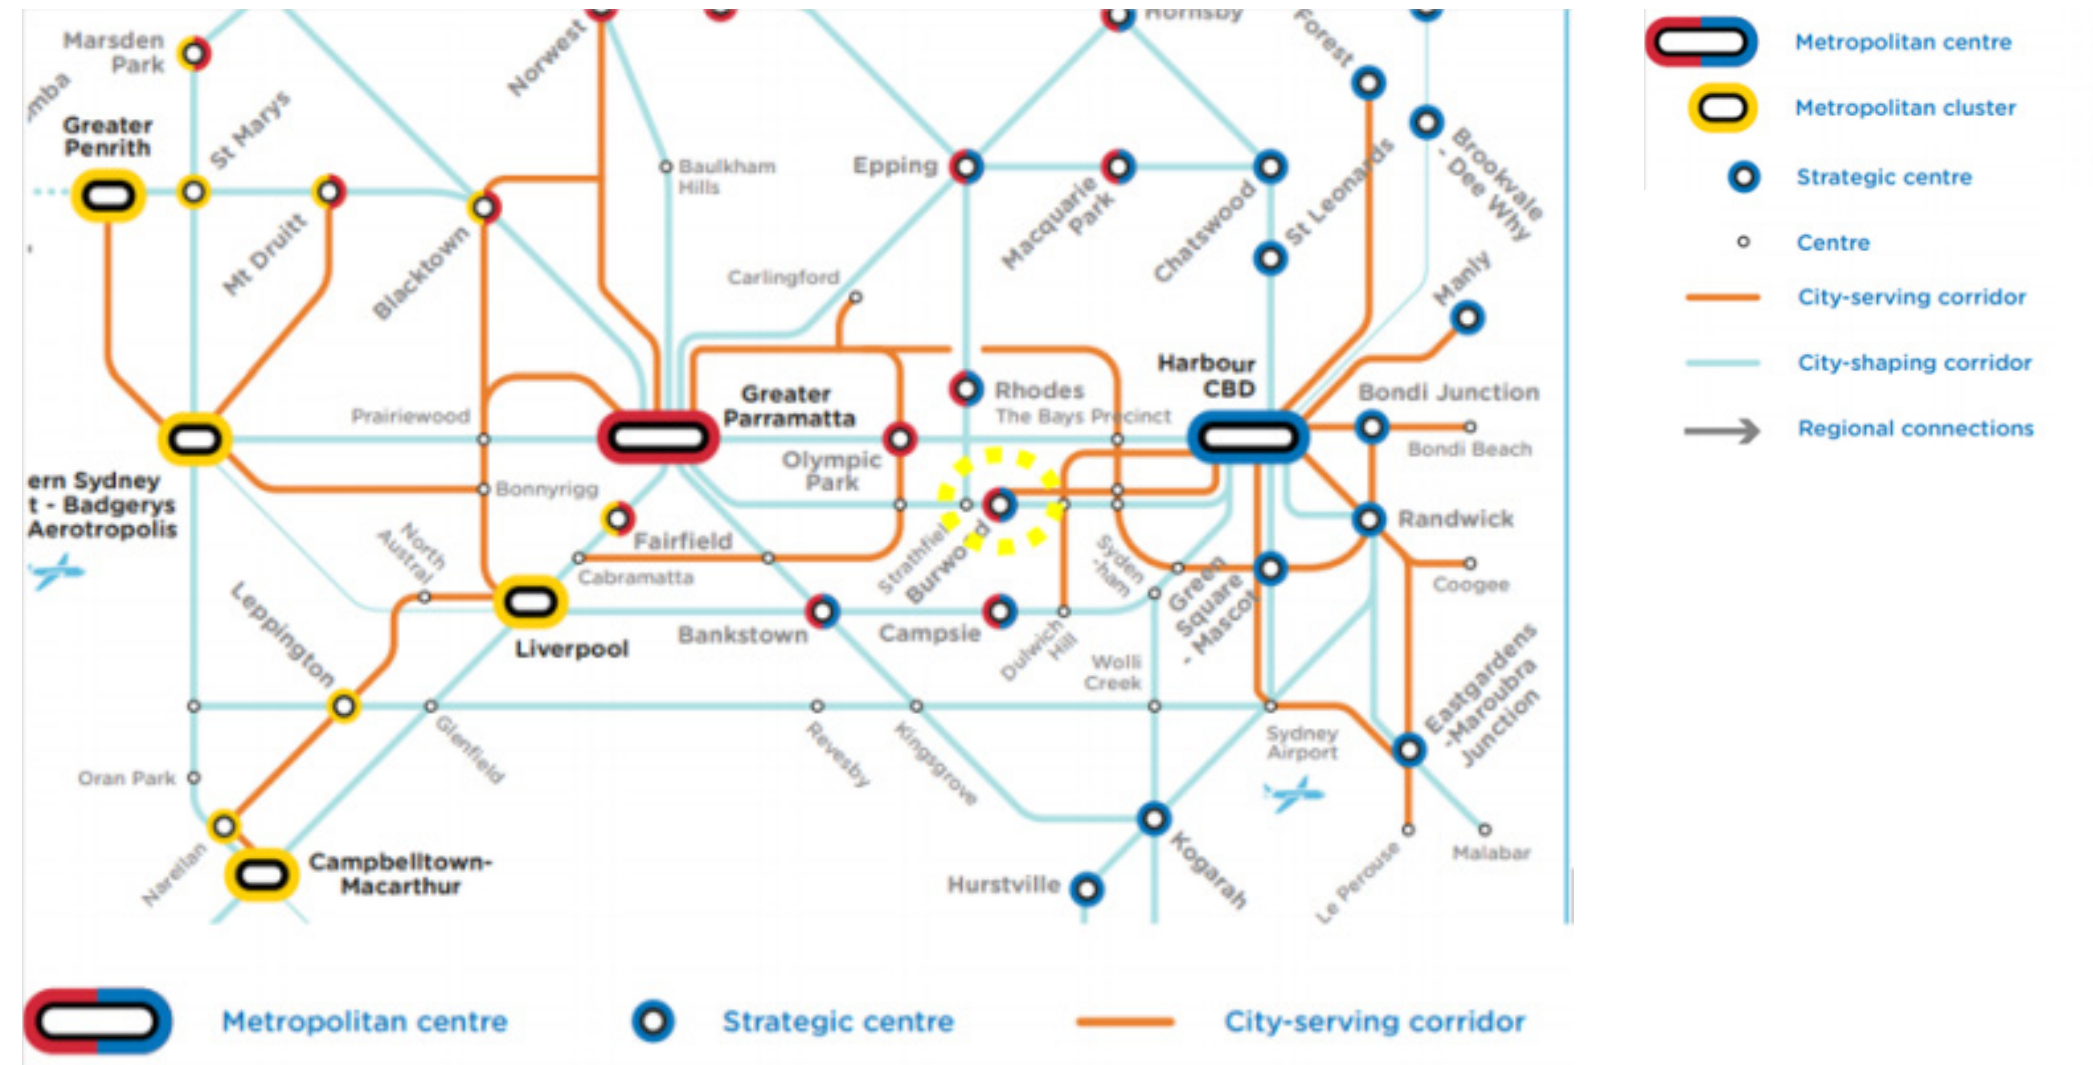 Marsden
Park
Norwest
Hornsby
Forest
Greater
Penrith
St Marys
Mt Druitt
Blacktown
Baulkham
Hills
Epping
Macquarie
Park
Chatswood
St Leonards
Brookvale
- Dee Why
Manly
Carlingford
Prairiewood
Greater
Parramatta
Olympic
Park
Rhodes
The Bays Precinct
Harbour
CBD
Bondi Junction
Bondi Beach
ern Sydney
t - Badgerys
Aerotropolis
Bonnyrigg
North
Austral
Fairfield
Cabramatta
Strathfiel
Burwood
Syden
-ham
Green
Square
- Mascot
Randwick
Coogee
Leppington
Liverpool
Bankstown
Campsie
Dulwich
Hill
Wolli
Creek
Eastgardens
-Maroubra
Junction
Glenfield
Revesby
Kingsgrove
Sydney
Airport
Oran Park
Narellan
Campbelltown-
Macarthur
Hurstville
Kogarah
Le Perouse
Malabar
Metropolitan centre
Metropolitan cluster
Strategic centre
Centre
City-serving corridor
City-shaping corridor
Regional connections
Metropolitan centre
Strategic centre
City-serving corridor